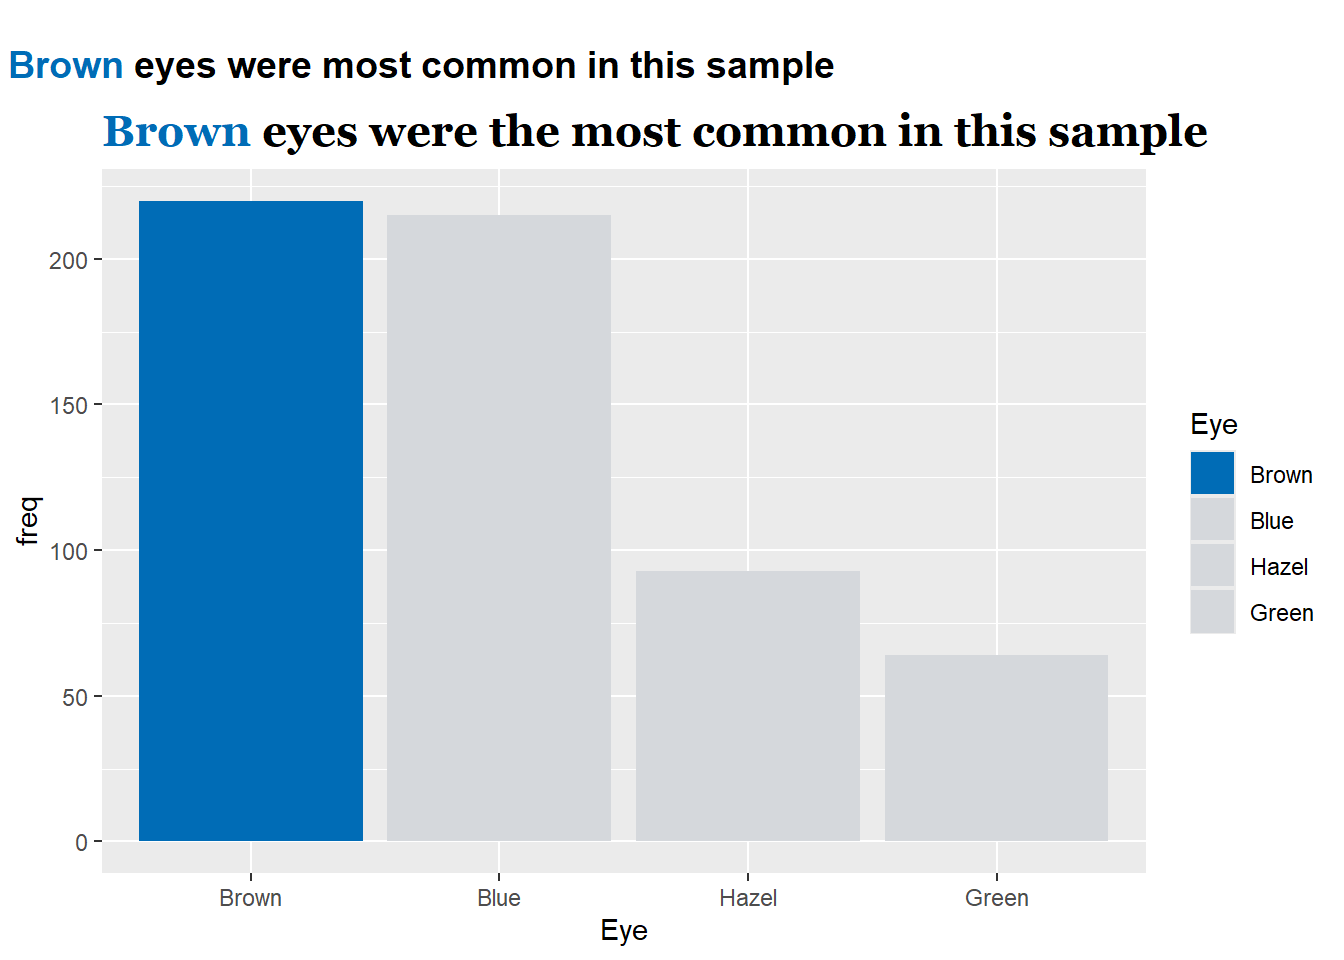 Brown eyes were most common in this sample
Brown eyes were the most common in this sample
200
150
100
50
0
freq
Brown
Blue
Hazel
Green
Eye
Eye
Brown
Blue
Hazel
Green